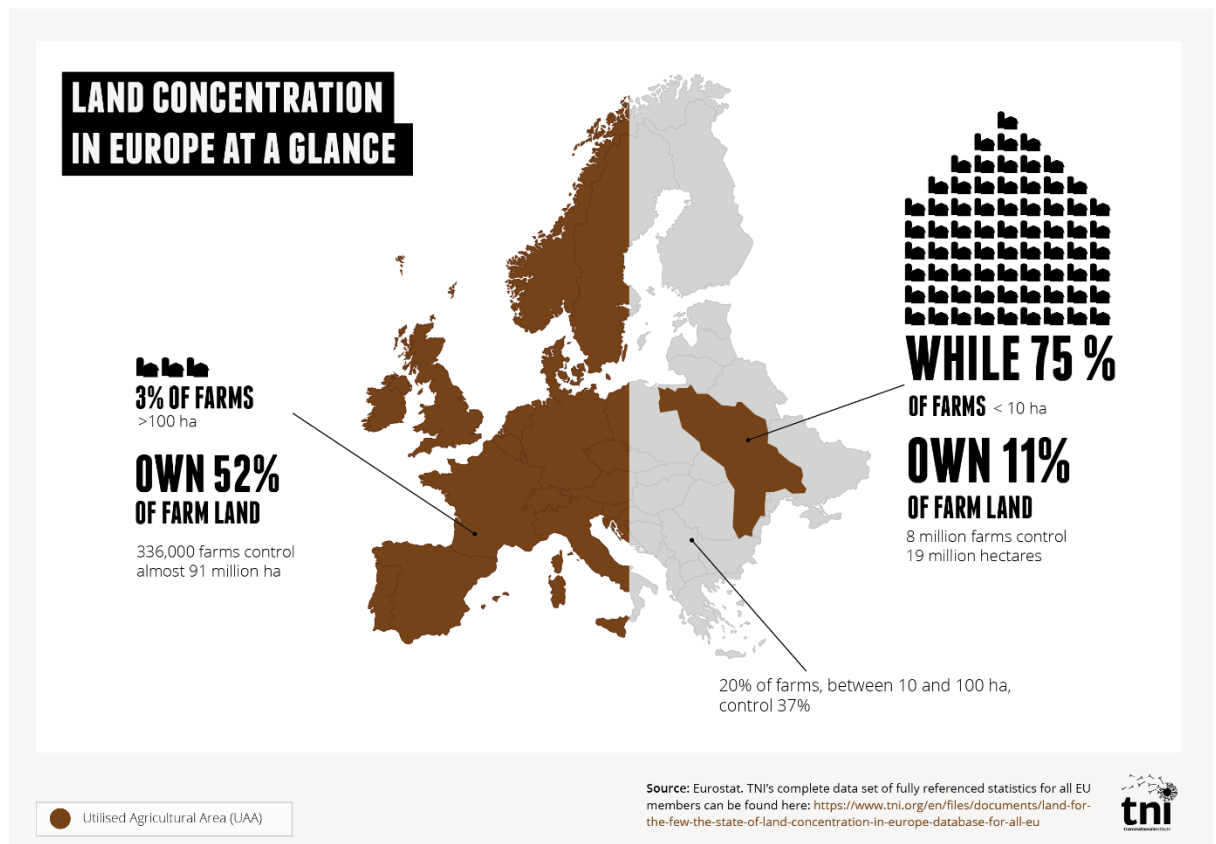 LAND CONCENTRATION
IN EUROPE AT A GLANCE
3% OF FARMS
>100 ha
OWN 52%
OF FARM LAND
336,000 farms control
almost 91 million ha
WHILE 75 %
OF FARMS < 10 ha
OWN 11%
OF FARM LAND
8 million farms control
19 million hectares
20% of farms, between 10 and 100 ha,
control 37%
Utilised Agricultural Area (UAA)
Source: Eurostat. TNI's complete data set of fully referenced statistics for all EU
members can be found here: https://www.tni.org/en/files/documents/land-for-
the-few-the-state-of-land-concentration-in-europe-database-for-all-eu
tni
transnationalinstitute